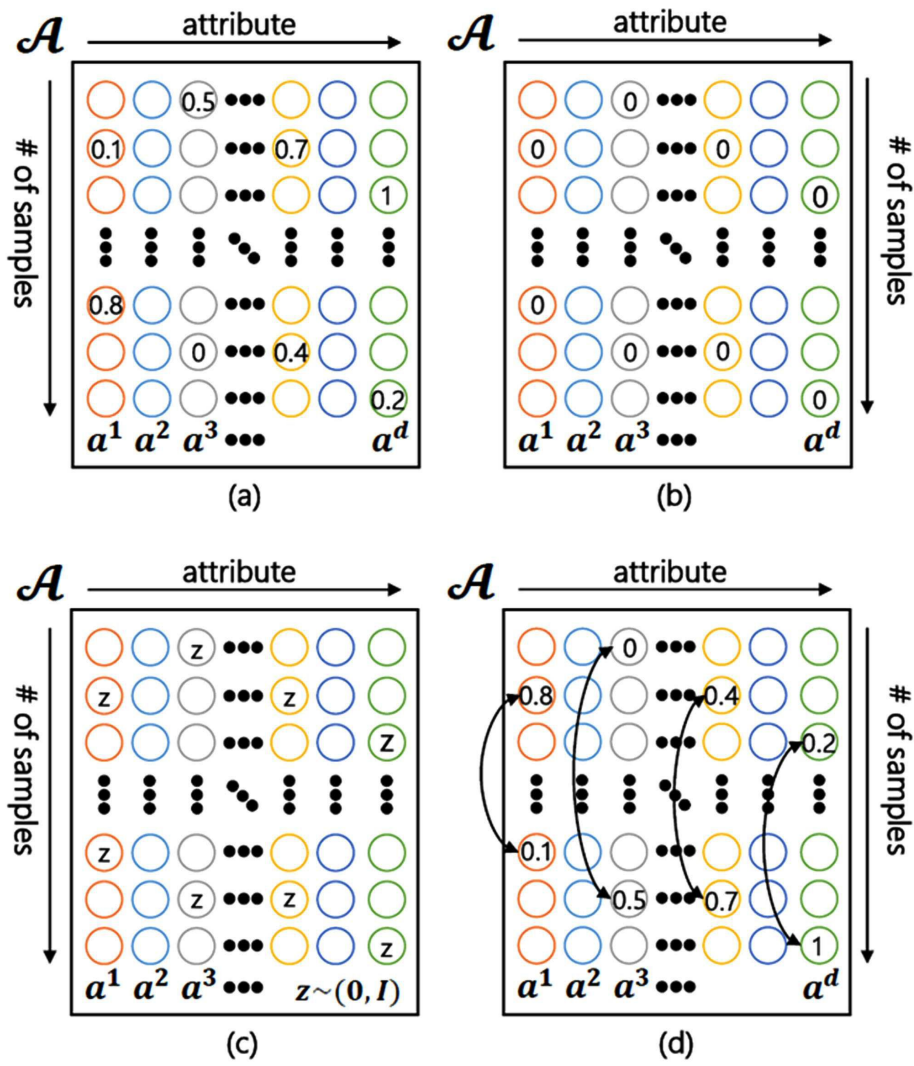 𝒜 attribute
# of samples
0.5
0.1 0.7
1
0.8
0 0.4
0.2
a¹ a² a³ aᵈ
(a)
𝒜 attribute
# of samples
0
0 0
0
0
0 0
0
a¹ a² a³ aᵈ
(b)
𝒜 attribute
# of samples
z
z z
z
z
z z
z
a¹ a² a³ z~(0, I)
(c)
𝒜 attribute
# of samples
0
0.8 0.4
0.2
0.1
0.5 0.7
1
a¹ a² a³ aᵈ
(d)